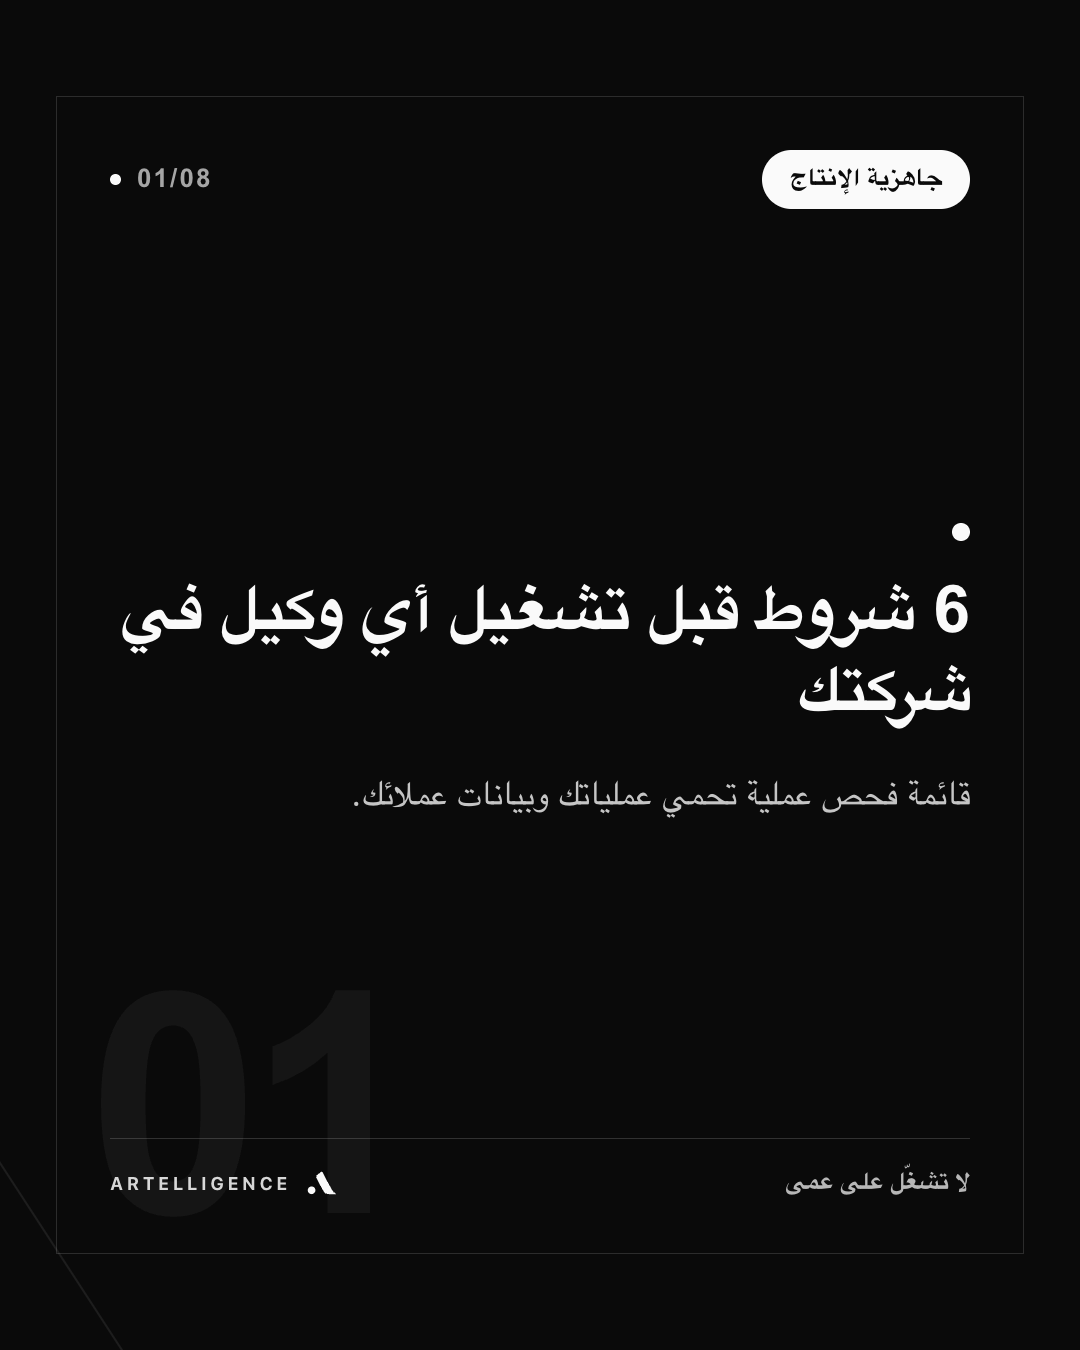 جاهزية الإنتاج
01/08
6 شروط قبل تشغيل أي وكيل في
شركتك
قائمة فحص عملية تحمي عملياتك وبيانات عملائك.
01
لا تشغّل على عمى
ARTELLIGENCE